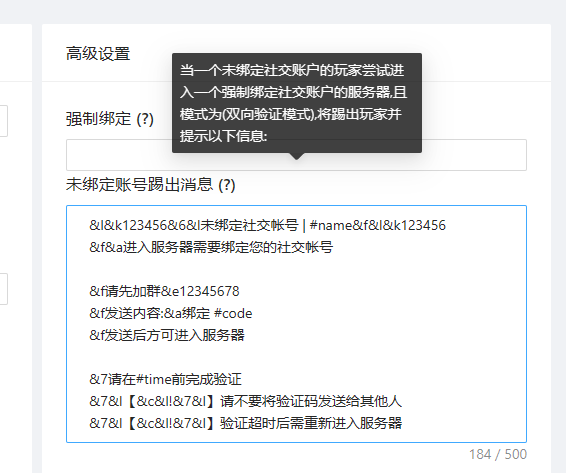 高级设置
当一个未绑定社交账户的玩家尝试进
入一个强制绑定社交账户的服务器,且
模式为(双向验证模式),将踢出玩家并
提示以下信息:
强制绑定 (?)
未绑定账号踢出消息 (?)
&l&k123456&6&l未绑定社交帐号 | #name&f&l&k123456
&f&a进入服务器需要绑定您的社交帐号
&f请先加群&e12345678
&f发送内容:&a绑定 #code
&f发送后方可进入服务器
&7请在#time前完成验证
&7&l【&c&l!&7&l】请不要将验证码发送给其他人
&7&l【&c&l!&7&l】验证超时后需重新进入服务器
184 / 500